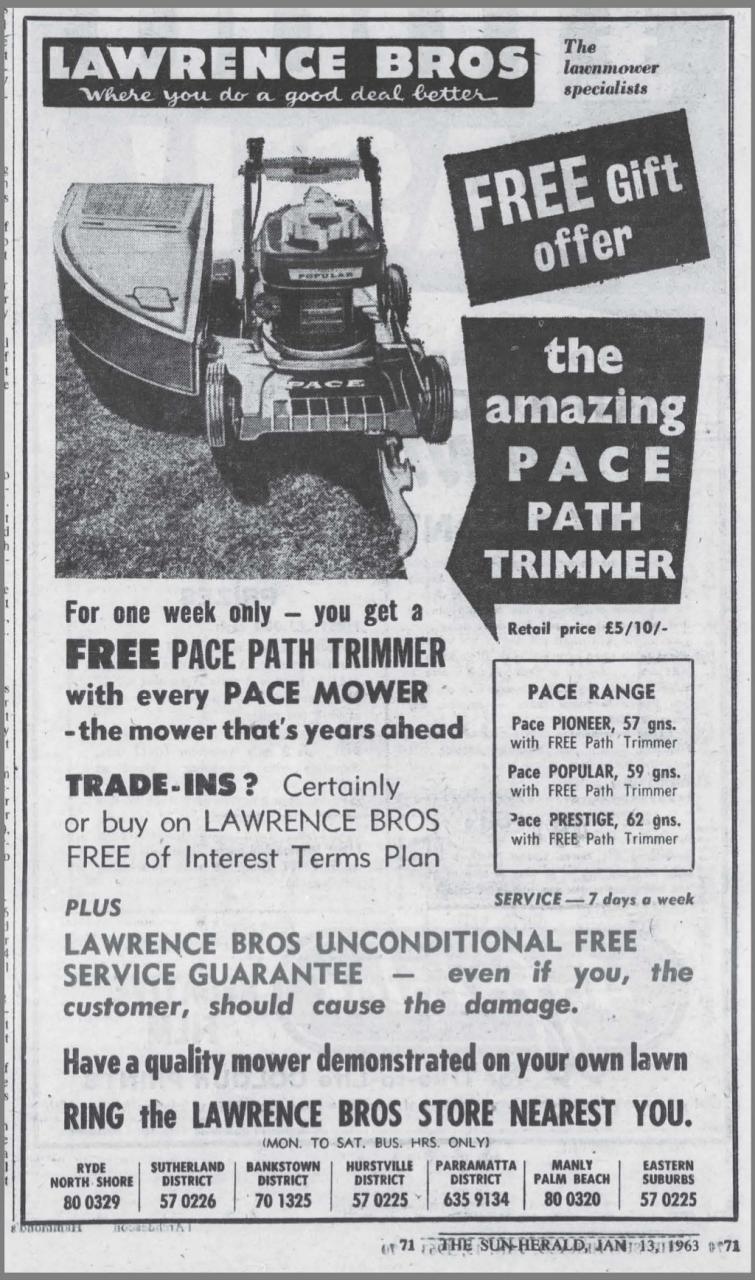 LAWRENCE BROS
Where you do a good deal better
The
lawnmower
specialists
FREE Gift
offer
POPULAR
PACE
the
amazing
PACE
PATH
TRIMMER
Retail price £5/10/-
For one week only – you get a
FREE PACE PATH TRIMMER
with every PACE MOWER
- the mower that's years ahead
TRADE-INS? Certainly
or buy on LAWRENCE BROS
FREE of Interest Terms Plan
PACE RANGE
Pace PIONEER, 57 gns.
with FREE Path Trimmer
Pace POPULAR, 59 gns.
with FREE Path Trimmer
Pace PRESTIGE, 62 gns.
with FREE Path Trimmer
SERVICE — 7 days a week
PLUS
LAWRENCE BROS UNCONDITIONAL FREE
SERVICE GUARANTEE — even if you, the
customer, should cause the damage.
Have a quality mower demonstrated on your own lawn
RING the LAWRENCE BROS STORE NEAREST YOU.
(MON. TO SAT. BUS. HRS. ONLY)
RYDE
NORTH SHORE
80 0329
SUTHERLAND
DISTRICT
57 0226
BANKSTOWN
DISTRICT
70 1325
HURSTVILLE
DISTRICT
57 0225
PARRAMATTA
DISTRICT
635 9134
MANLY
PALM BEACH
80 0320
EASTERN
SUBURBS
57 0225
71 THE SUN-HERALD, JAN. 13, 1963 71